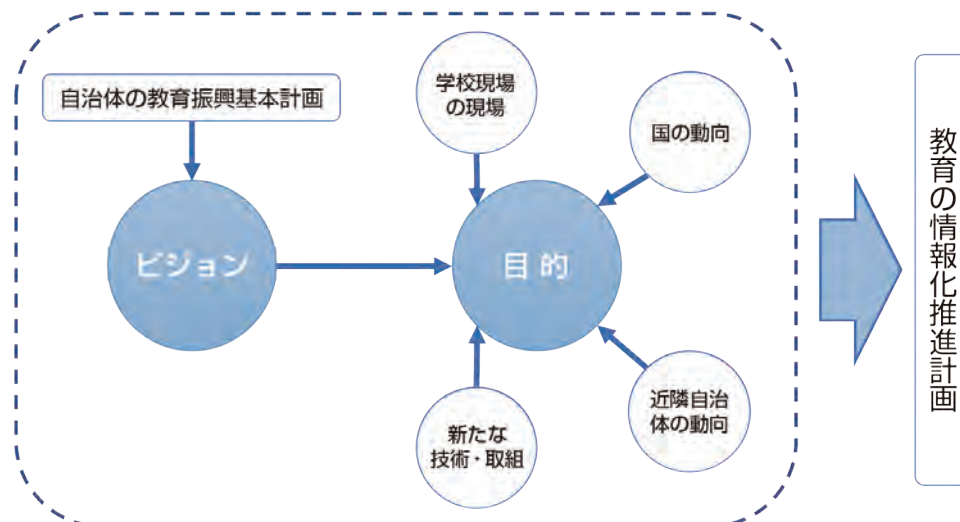 自治体の教育振興基本計画
学校現場
の現場
国の動向
ビジョン
目的
新たな
技術・取組
近隣自治
体の動向
教育の情報化推進計画